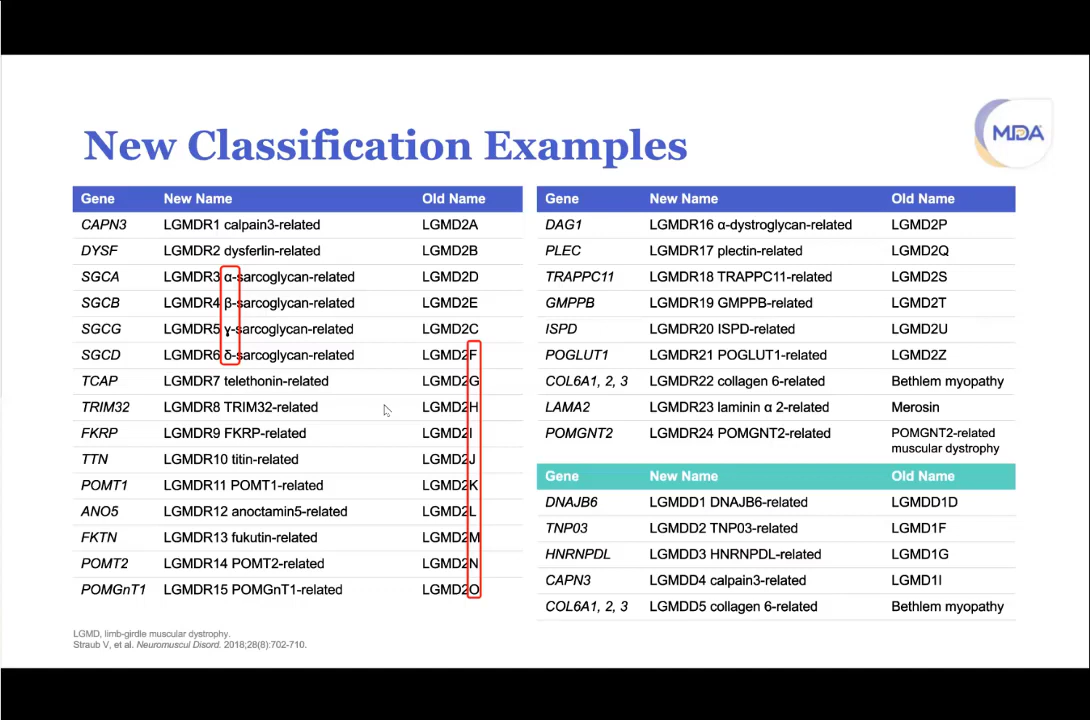 New Classification Examples
MDA
Gene New Name Old Name
CAPN3 LGMDR1 calpain3-related LGMD2A
DYSF LGMDR2 dysferlin-related LGMD2B
SGCA LGMDR3 α-sarcoglycan-related LGMD2D
SGCB LGMDR4 β-sarcoglycan-related LGMD2E
SGCG LGMDR5 ɣ-sarcoglycan-related LGMD2C
SGCD LGMDR6 δ-sarcoglycan-related LGMD2F
TCAP LGMDR7 telethonin-related LGMD2G
TRIM32 LGMDR8 TRIM32-related LGMD2H
FKRP LGMDR9 FKRP-related LGMD2I
TTN LGMDR10 titin-related LGMD2J
POMT1 LGMDR11 POMT1-related LGMD2K
ANO5 LGMDR12 anoctamin5-related LGMD2L
FKTN LGMDR13 fukutin-related LGMD2M
POMT2 LGMDR14 POMT2-related LGMD2N
POMGnT1 LGMDR15 POMGnT1-related LGMD2O
Gene New Name Old Name
DAG1 LGMDR16 α-dystroglycan-related LGMD2P
PLEC LGMDR17 plectin-related LGMD2Q
TRAPPC11 LGMDR18 TRAPPC11-related LGMD2S
GMPPB LGMDR19 GMPPB-related LGMD2T
ISPD LGMDR20 ISPD-related LGMD2U
POGLUT1 LGMDR21 POGLUT1-related LGMD2Z
COL6A1, 2, 3 LGMDR22 collagen 6-related Bethlem myopathy
LAMA2 LGMDR23 laminin α 2-related Merosin
POMGNT2 LGMDR24 POMGNT2-related POMGNT2-related
muscular dystrophy
Gene New Name Old Name
DNAJB6 LGMDD1 DNAJB6-related LGMDD1D
TNP03 LGMDD2 TNP03-related LGMD1F
HNRNPDL LGMDD3 HNRNPDL-related LGMD1G
CAPN3 LGMDD4 calpain3-related LGMD1I
COL6A1, 2, 3 LGMDD5 collagen 6-related Bethlem myopathy
LGMD, limb-girdle muscular dystrophy.
Straub V, et al. Neuromuscul Disord. 2018;28(8):702-710.